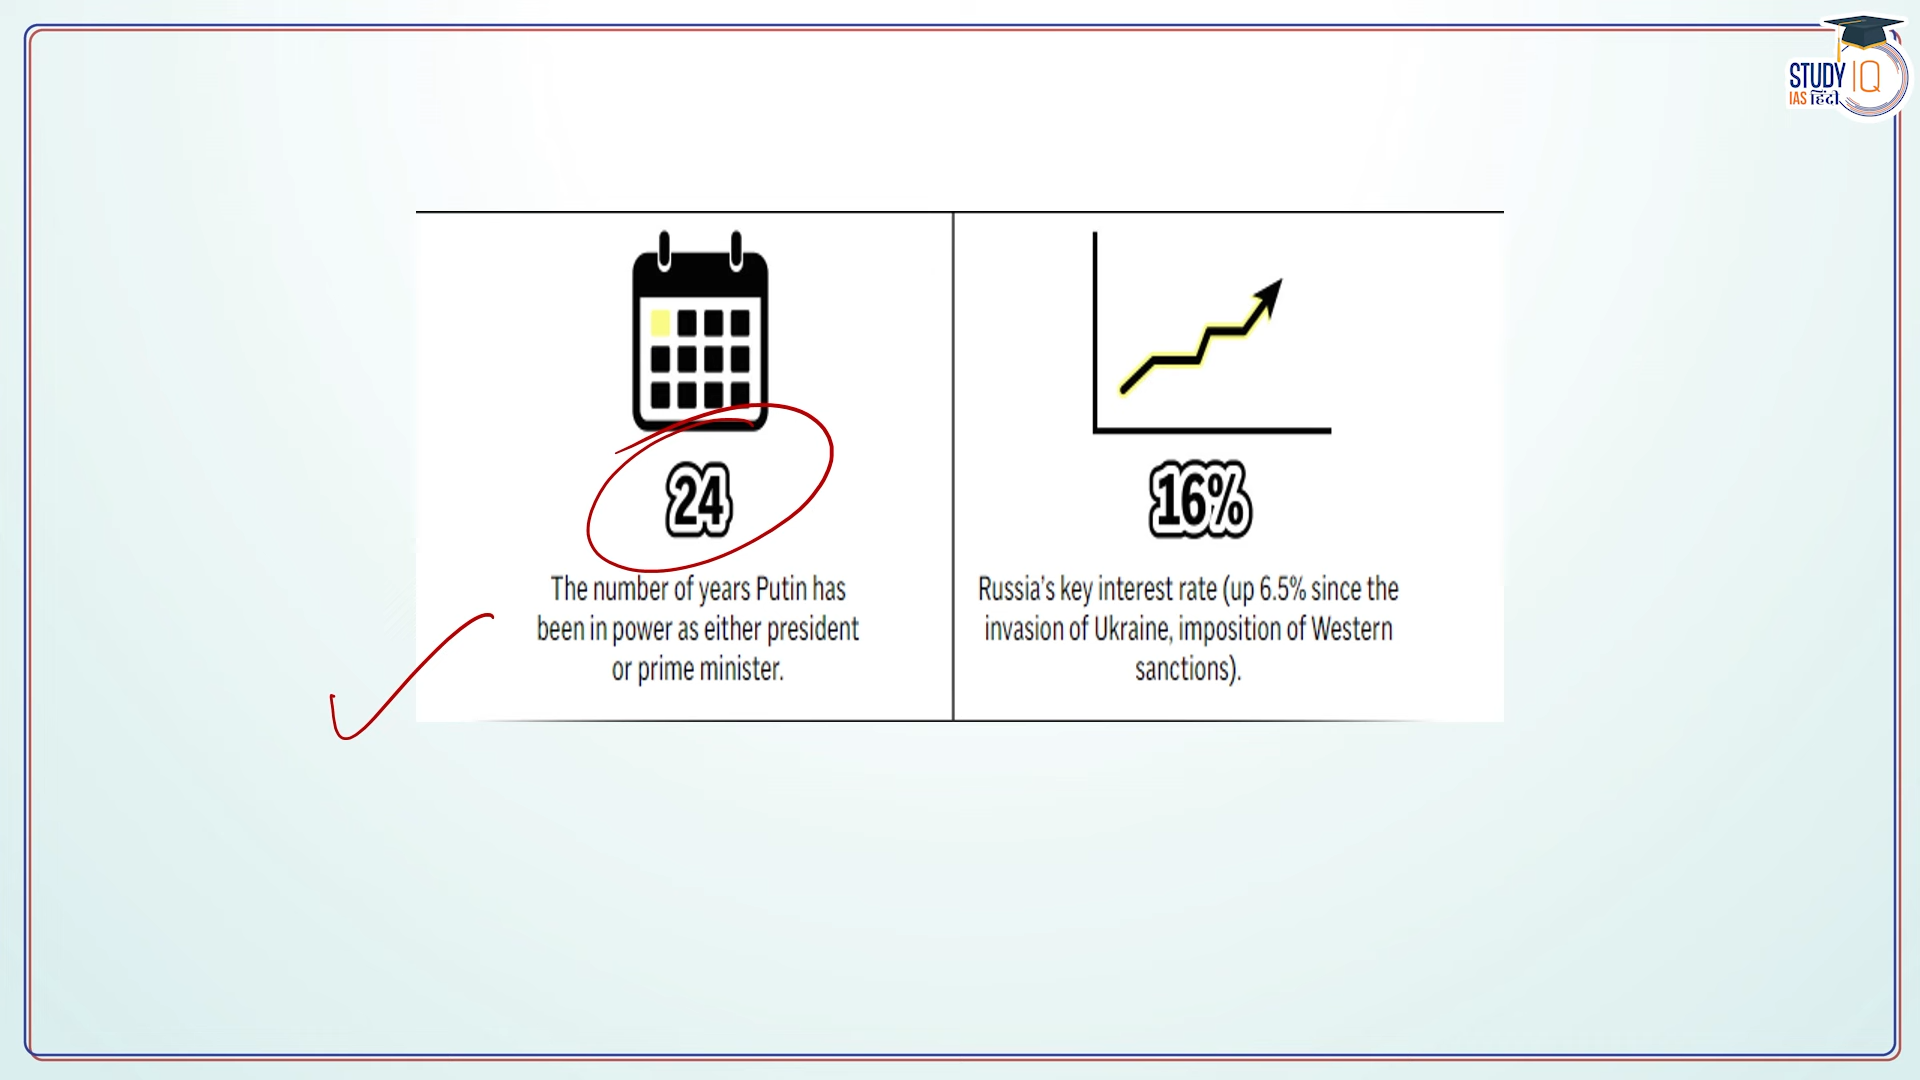 STUDY IQ
IAS हिंदी
24
The number of years Putin has
been in power as either president
or prime minister.
16%
Russia's key interest rate (up 6.5% since the
invasion of Ukraine, imposition of Western
sanctions).